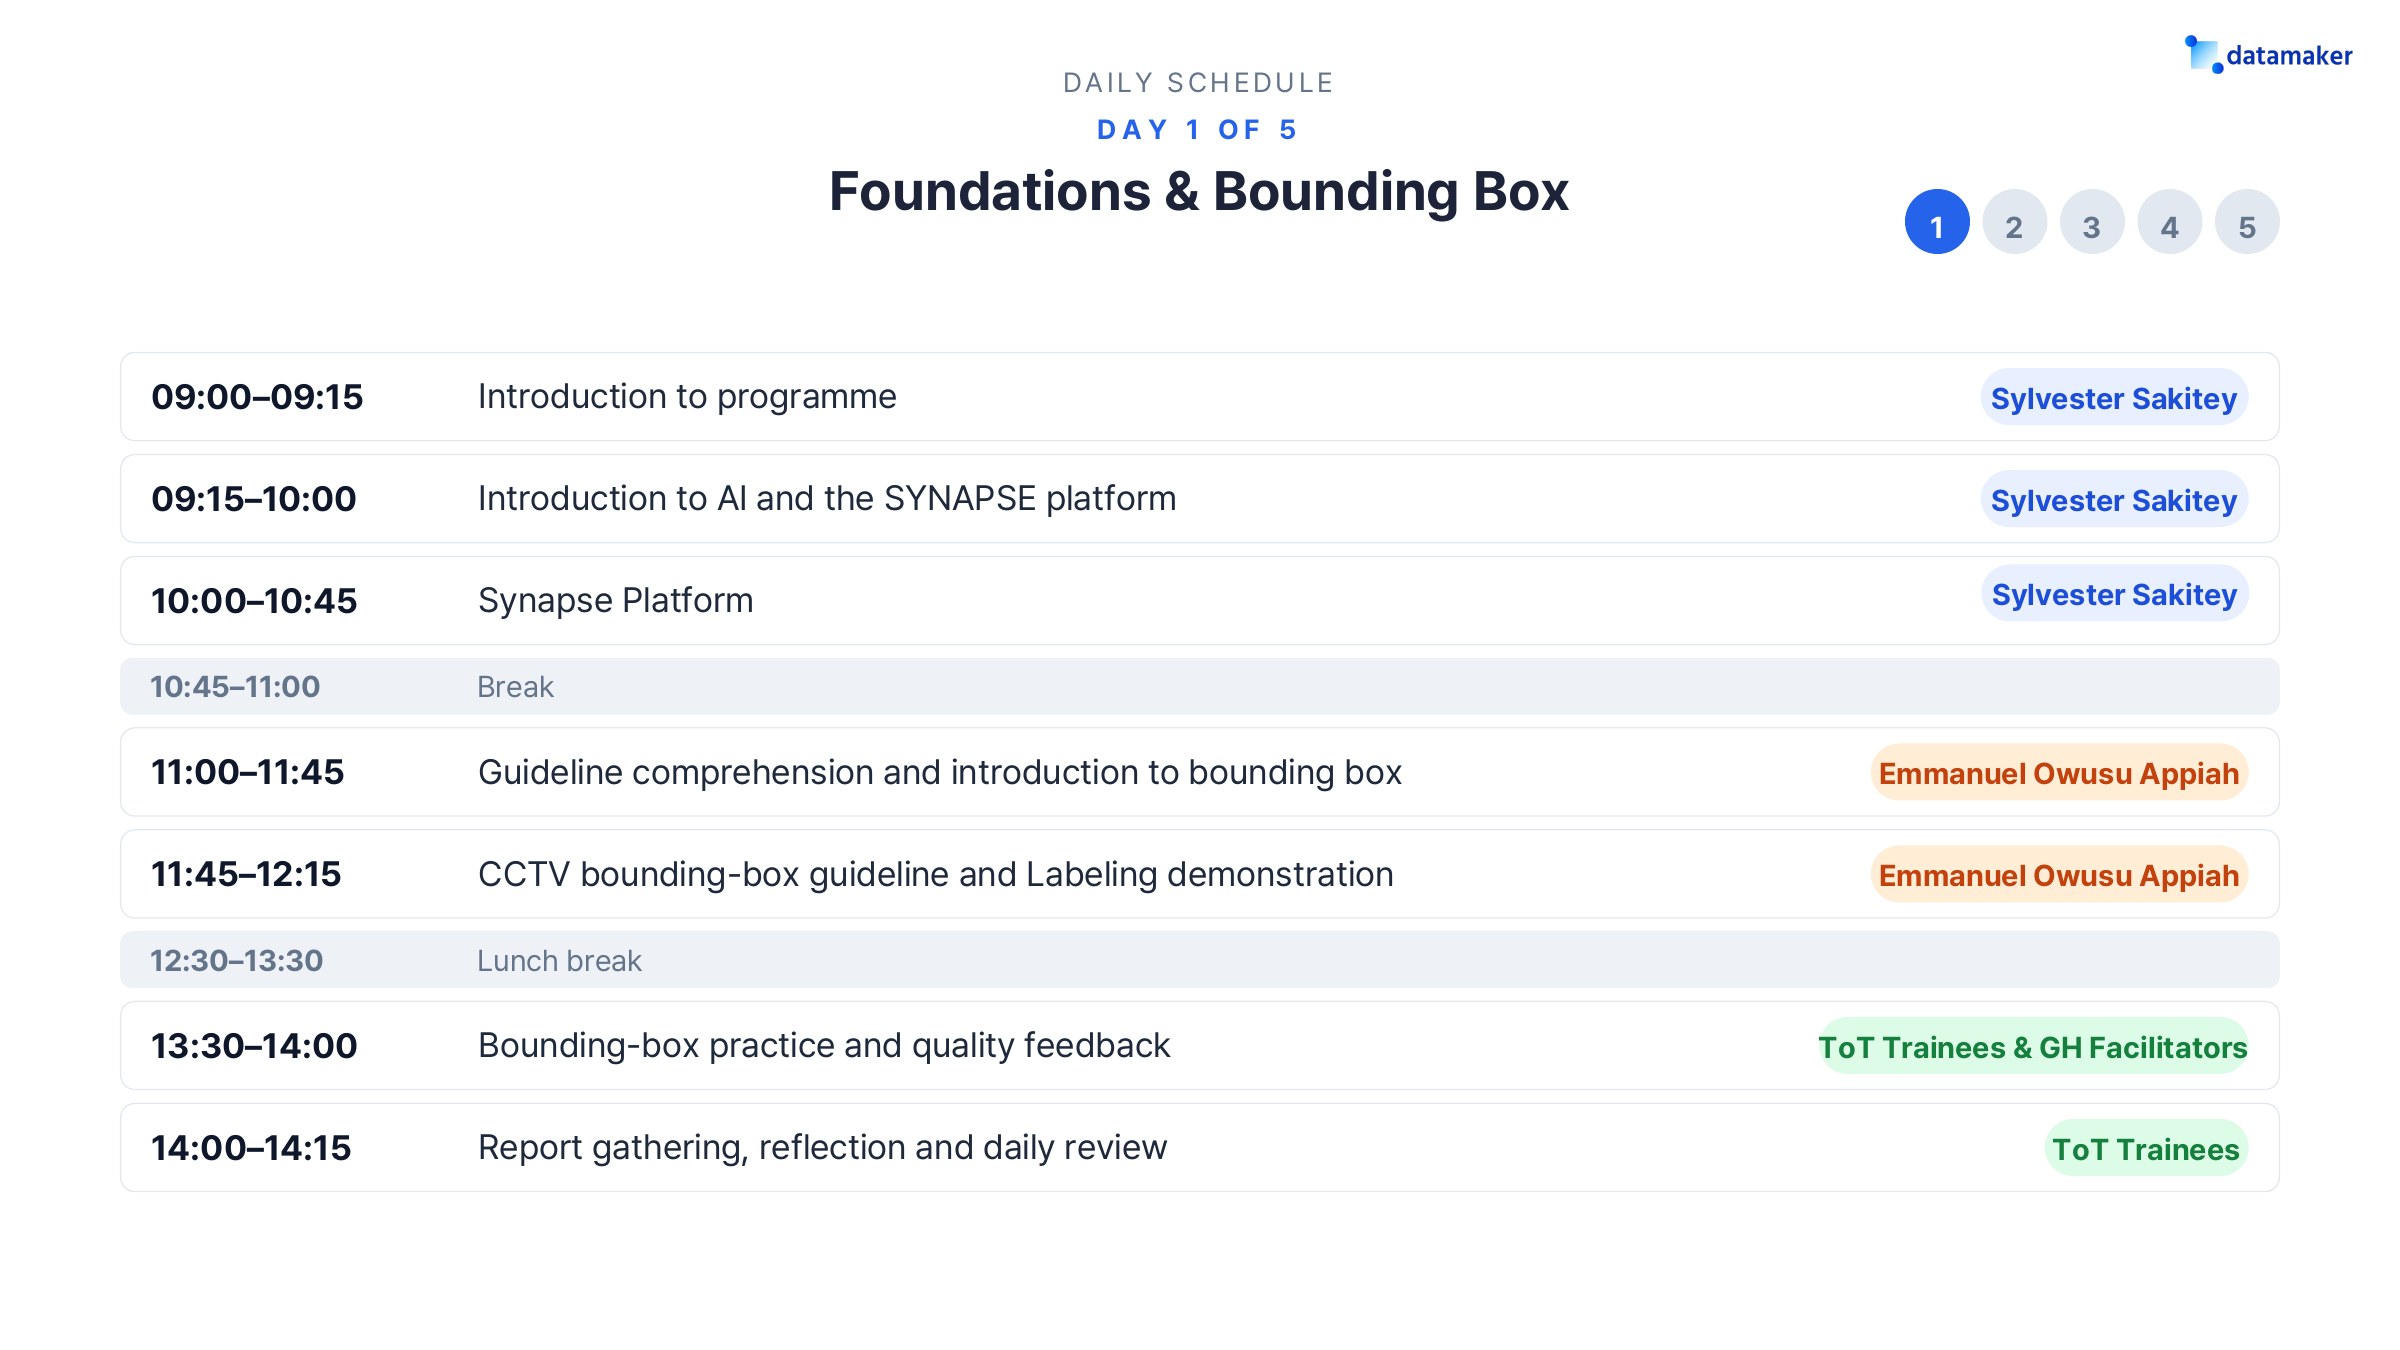 datamaker
DAILY SCHEDULE
DAY 1 OF 5
Foundations & Bounding Box
1 2 3 4 5
09:00–09:15 Introduction to programme Sylvester Sakitey
09:15–10:00 Introduction to AI and the SYNAPSE platform Sylvester Sakitey
10:00–10:45 Synapse Platform Sylvester Sakitey
10:45–11:00 Break
11:00–11:45 Guideline comprehension and introduction to bounding box Emmanuel Owusu Appiah
11:45–12:15 CCTV bounding-box guideline and Labeling demonstration Emmanuel Owusu Appiah
12:30–13:30 Lunch break
13:30–14:00 Bounding-box practice and quality feedback ToT Trainees & GH Facilitators
14:00–14:15 Report gathering, reflection and daily review ToT Trainees